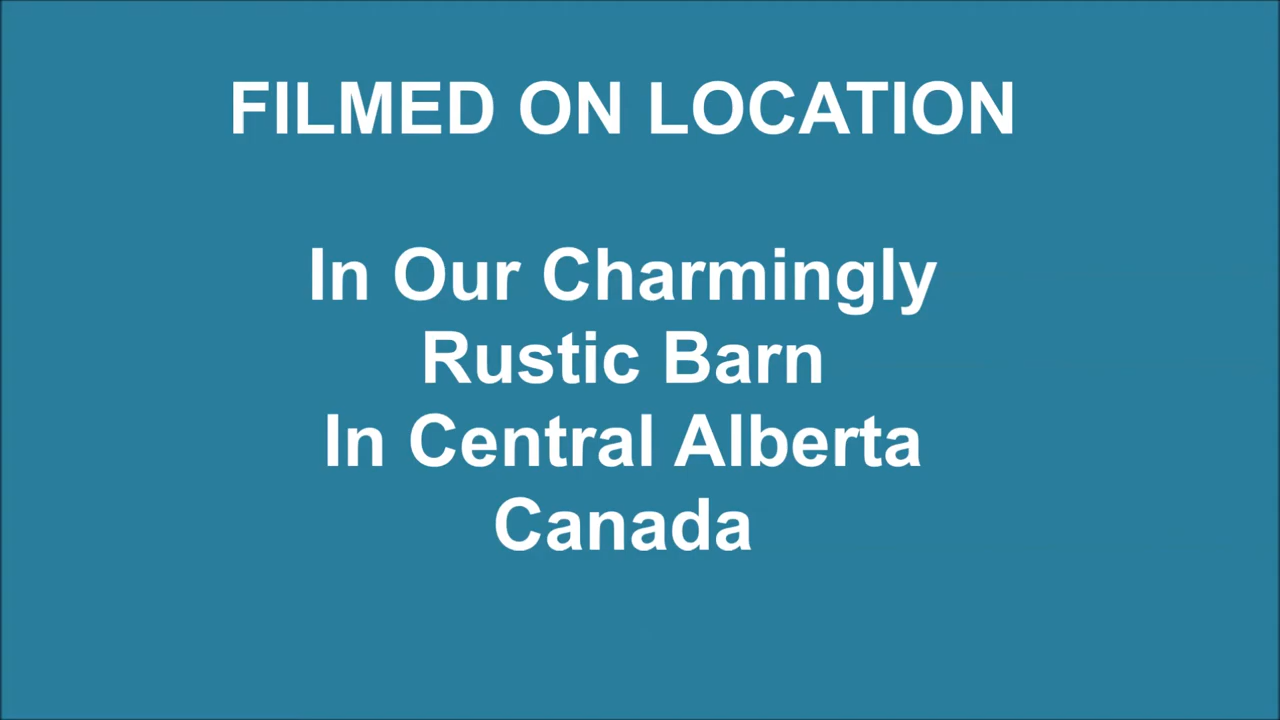 FILMED ON LOCATION
In Our Charmingly
Rustic Barn
In Central Alberta
Canada